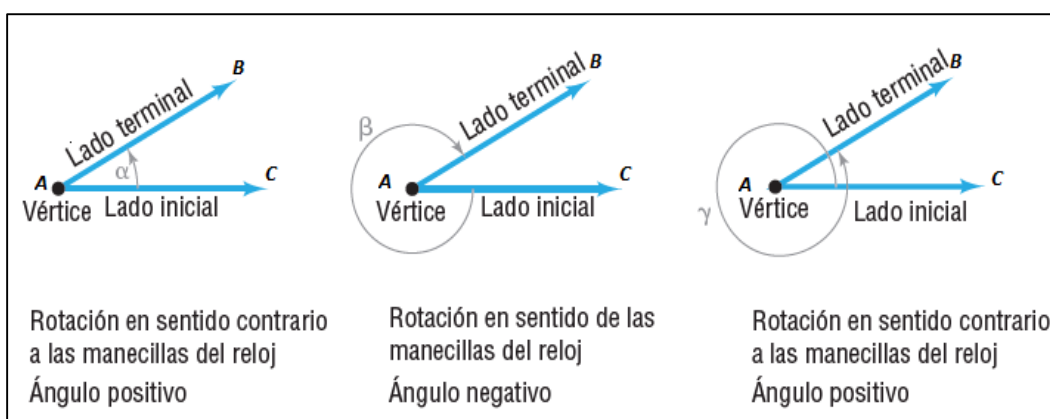 B
Lado terminal
α
A
C
Vértice
Lado inicial
Rotación en sentido contrario
a las manecillas del reloj
Ángulo positivo
B
Lado terminal
β
A
C
Vértice
Lado inicial
Rotación en sentido de las
manecillas del reloj
Ángulo negativo
B
Lado terminal
A
C
Vértice
Lado inicial
γ
Rotación en sentido contrario
a las manecillas del reloj
Ángulo positivo